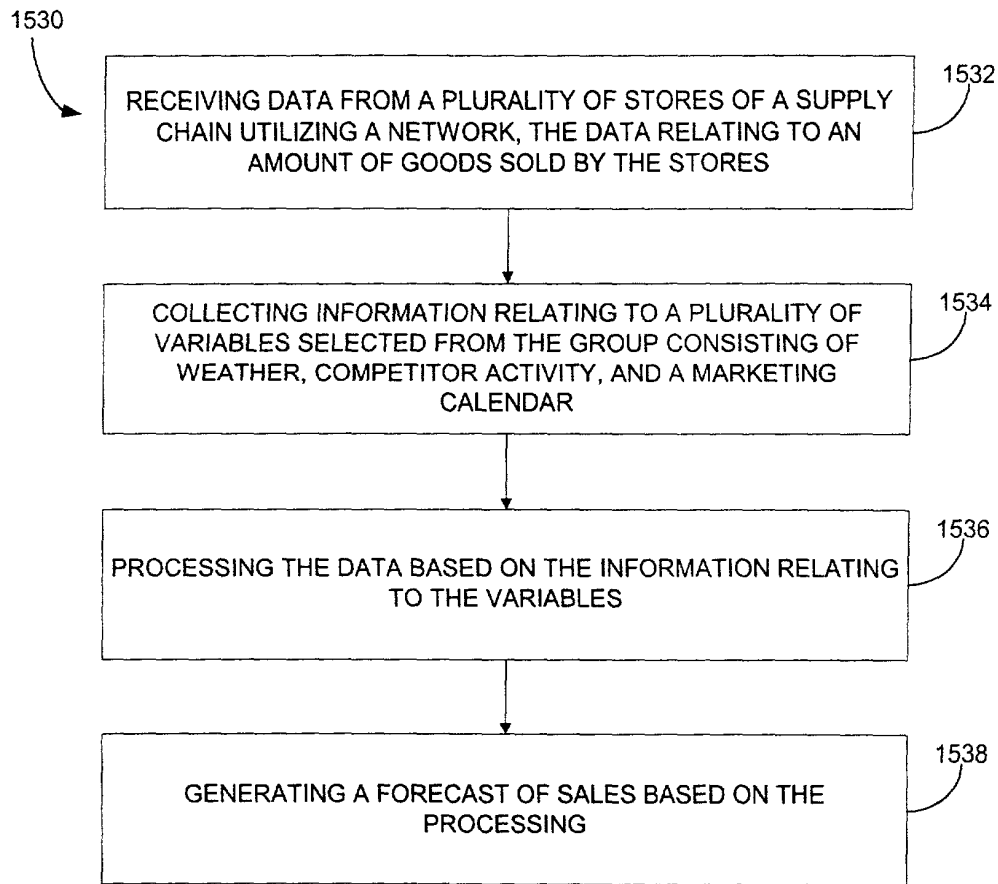 1530
1532
RECEIVING DATA FROM A PLURALITY OF STORES OF A SUPPLY
CHAIN UTILIZING A NETWORK, THE DATA RELATING TO AN
AMOUNT OF GOODS SOLD BY THE STORES
1534
COLLECTING INFORMATION RELATING TO A PLURALITY OF
VARIABLES SELECTED FROM THE GROUP CONSISTING OF
WEATHER, COMPETITOR ACTIVITY, AND A MARKETING
CALENDAR
1536
PROCESSING THE DATA BASED ON THE INFORMATION RELATING
TO THE VARIABLES
1538
GENERATING A FORECAST OF SALES BASED ON THE
PROCESSING